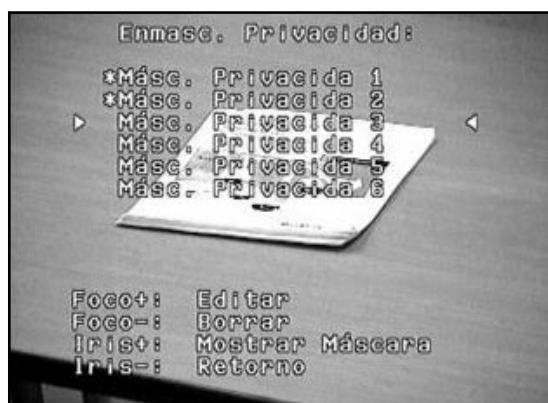 Enmasc. Privacidad:
*Másc. Privacida 1
*Másc. Privacida 2
Másc. Privacida 3
Másc. Privacida 4
Másc. Privacida 5
Másc. Privacida 6
Foco+: Editar
Foco-: Borrar
Iris+: Mostrar Máscara
Iris-: Retorno